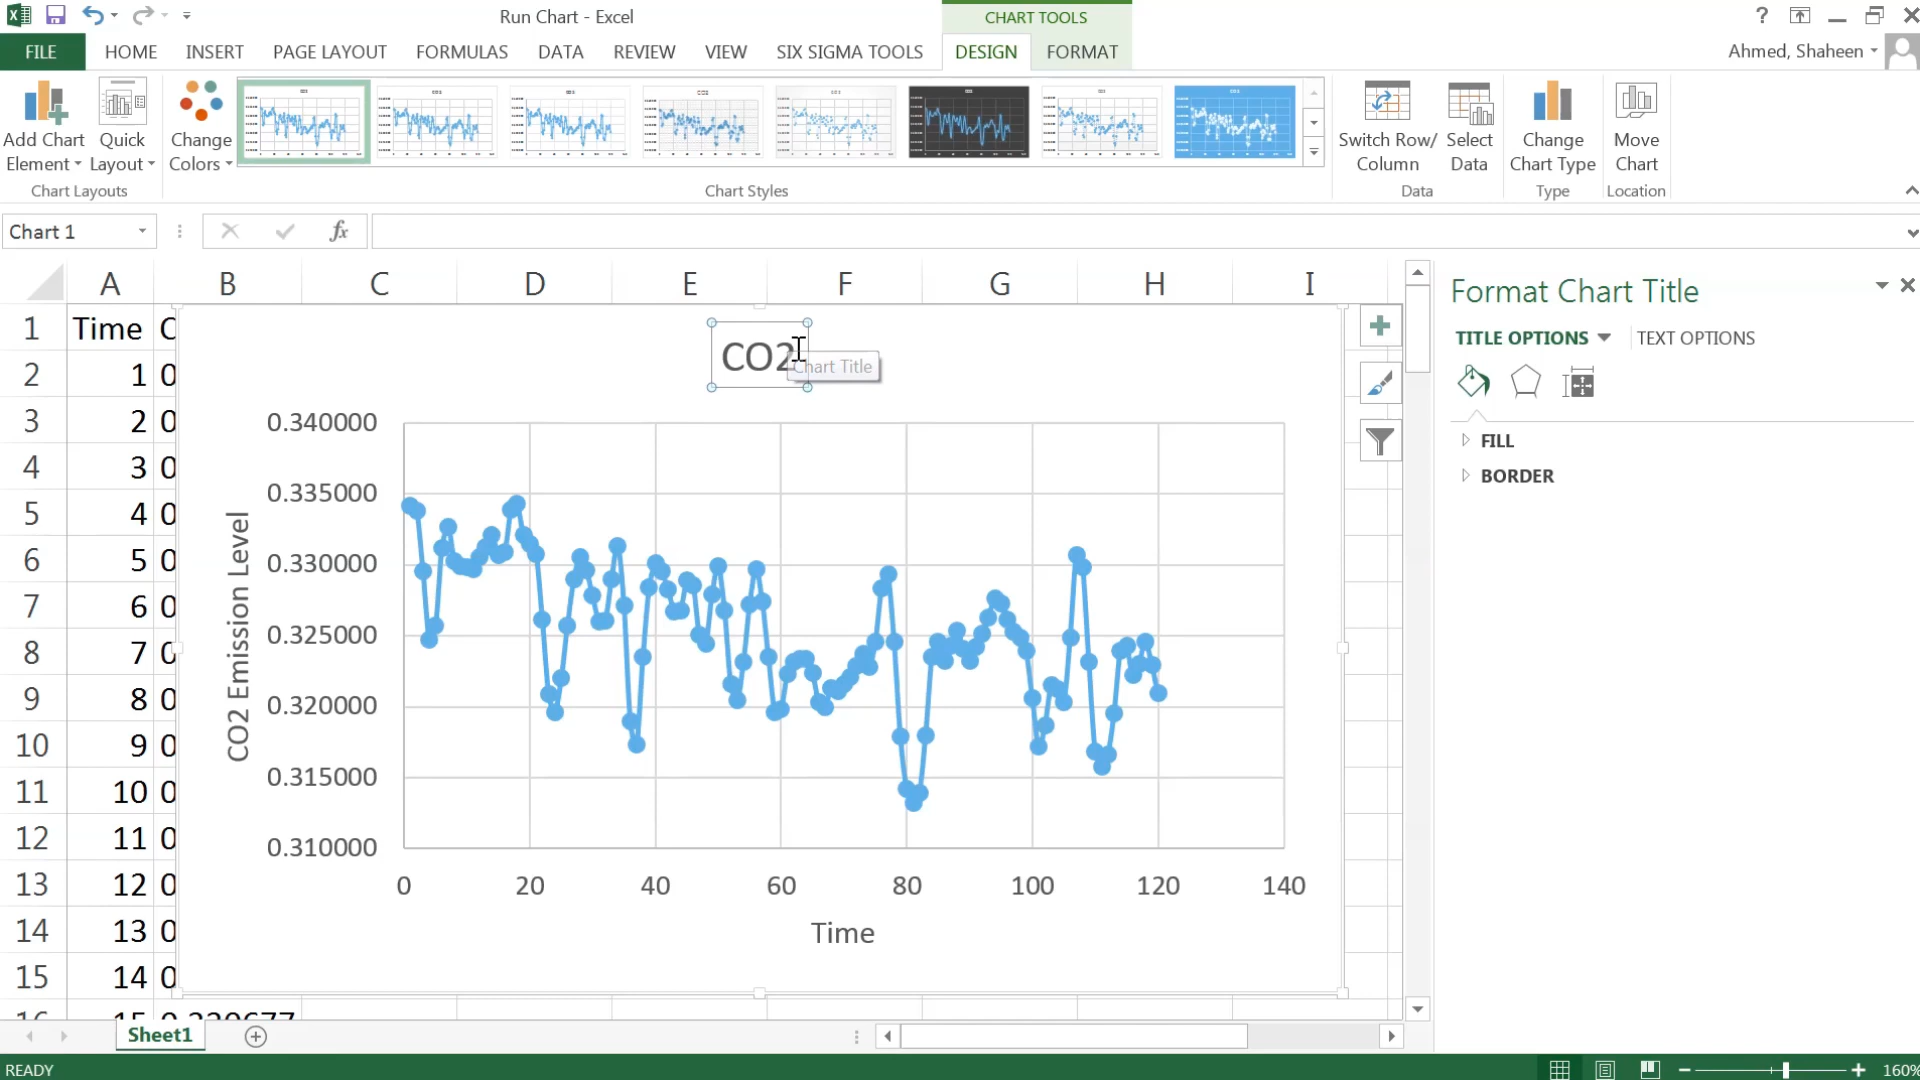 Run Chart - Excel
CHART TOOLS
?
FILE
HOME
INSERT
PAGE LAYOUT
FORMULAS
DATA
REVIEW
VIEW
SIX SIGMA TOOLS
DESIGN
FORMAT
Ahmed, Shaheen
Add Chart
Element
Quick
Layout
Change
Colors
Switch Row/
Column
Select
Data
Change
Chart Type
Move
Chart
Chart Layouts
Chart Styles
Data
Type
Location
Chart 1
fx
A B C D E F G H I
1 Time C
2 1 0
3 2 0
4 3 0
5 4 0
6 5 0
7 6 0
8 7 0
9 8 0
10 9 0
11 10 0
12 11 0
13 12 0
14 13 0
15 14 0
CO2
Chart Title
0.340000
0.335000
0.330000
0.325000
0.320000
0.315000
0.310000
CO2 Emission Level
0 20 40 60 80 100 120 140
Time
Format Chart Title
TITLE OPTIONS
TEXT OPTIONS
FILL
BORDER
Sheet1
READY
160%